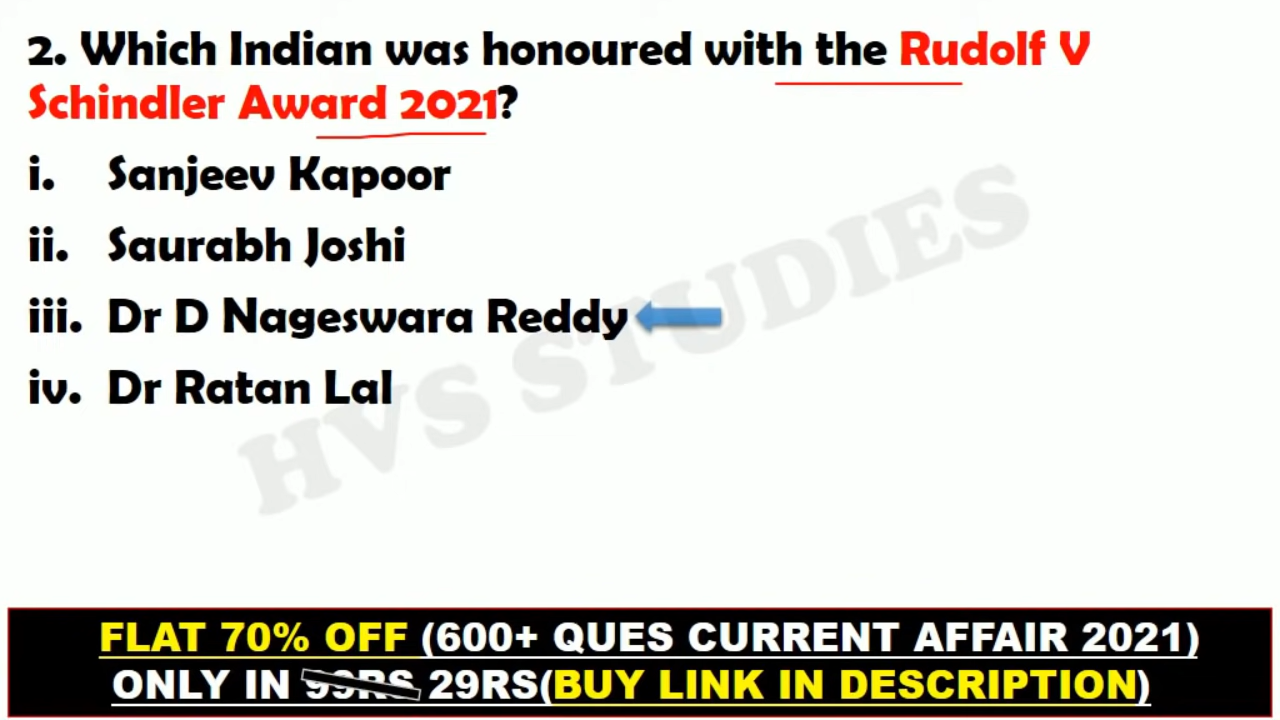 2. Which Indian was honoured with the Rudolf V
Schindler Award 2021?
i. Sanjeev Kapoor
ii. Saurabh Joshi
iii. Dr D Nageswara Reddy
iv. Dr Ratan Lal
HVS STUDIES
FLAT 70% OFF (600+ QUES CURRENT AFFAIR 2021)
ONLY IN 99RS 29RS(BUY LINK IN DESCRIPTION)